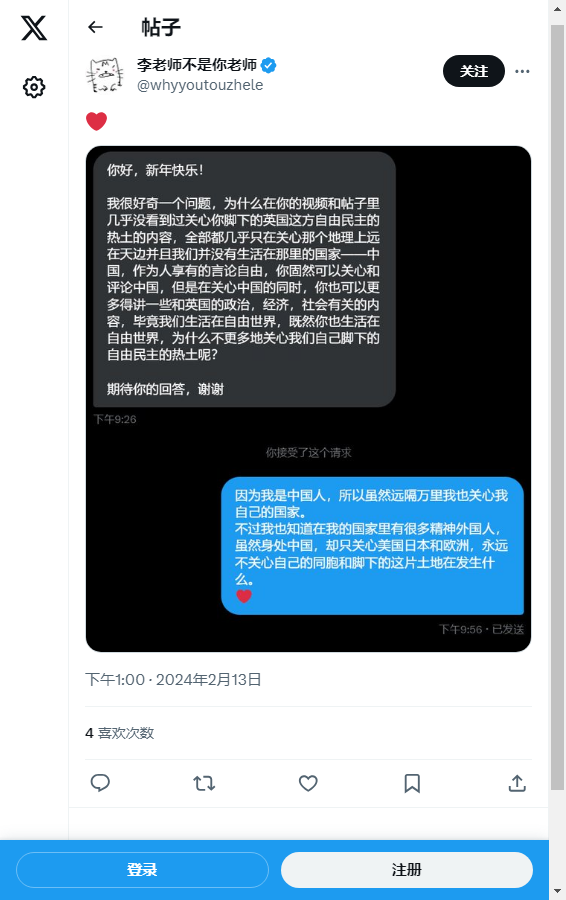 帖子
李老师不是你老师
@whyyoutouzhele
关注
❤️
你好，新年快乐！
我很好奇一个问题，为什么在你的视频和帖子里
几乎没看到过关心你脚下的英国这方自由民主的
热土的内容，全部都几乎只在关心那个地理上远
在天边并且我们并没有生活在那里的国家——中
国，作为人享有的言论自由，你固然可以关心和
评论中国，但是在关心中国的同时，你也可以更
多得讲一些和英国的政治，经济，社会有关的内
容，毕竟我们生活在自由世界，既然你也生活在
自由世界，为什么不更多地关心我们自己脚下的
自由民主的热土呢？
期待你的回答，谢谢
下午9:26
你接受了这个请求
因为我是中国人，所以虽然远隔万里我也关心我
自己的国家。
不过我也知道在我的国家里有很多精神外国人，
虽然身处中国，却只关心美国日本和欧洲，永远
不关心自己的同胞和脚下的这片土地在发生什
么。
❤️
下午9:56 · 已发送
下午1:00 · 2024年2月13日
4 喜欢次数
登录
注册